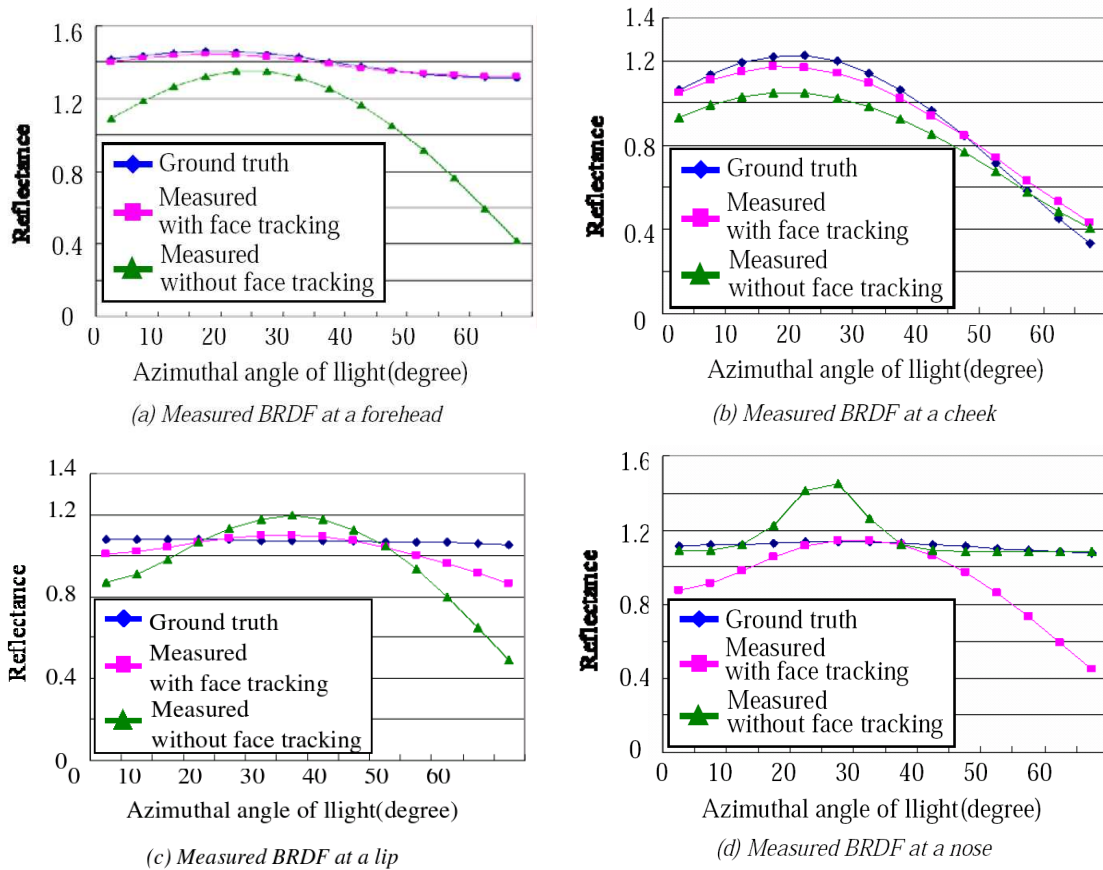 1.6
1.2
0.8
0.4
0
Reflectance
Ground truth
Measured
with face tracking
Measured
without face tracking
0 10 20 30 40 50 60
Azimuthal angle of llight(degree)
(a) Measured BRDF at a forehead
1.4
1.2
0.8
0.4
0
Reflectance
Ground truth
Measured
with face tracking
Measured
without face tracking
0 10 20 30 40 50 60
Azimuthal angle of llight(degree)
(b) Measured BRDF at a cheek
1.4
1.2
0.8
0.4
0
Reflectance
Ground truth
Measured
with face tracking
Measured
without face tracking
0 10 20 30 40 50 60
Azimuthal angle of llight(degree)
(c) Measured BRDF at a lip
1.6
1.2
0.8
0.4
0
Reflectance
Ground truth
Measured
with face tracking
Measured
without face tracking
0 10 20 30 40 50 60
Azimuthal angle of llight(degree)
(d) Measured BRDF at a nose